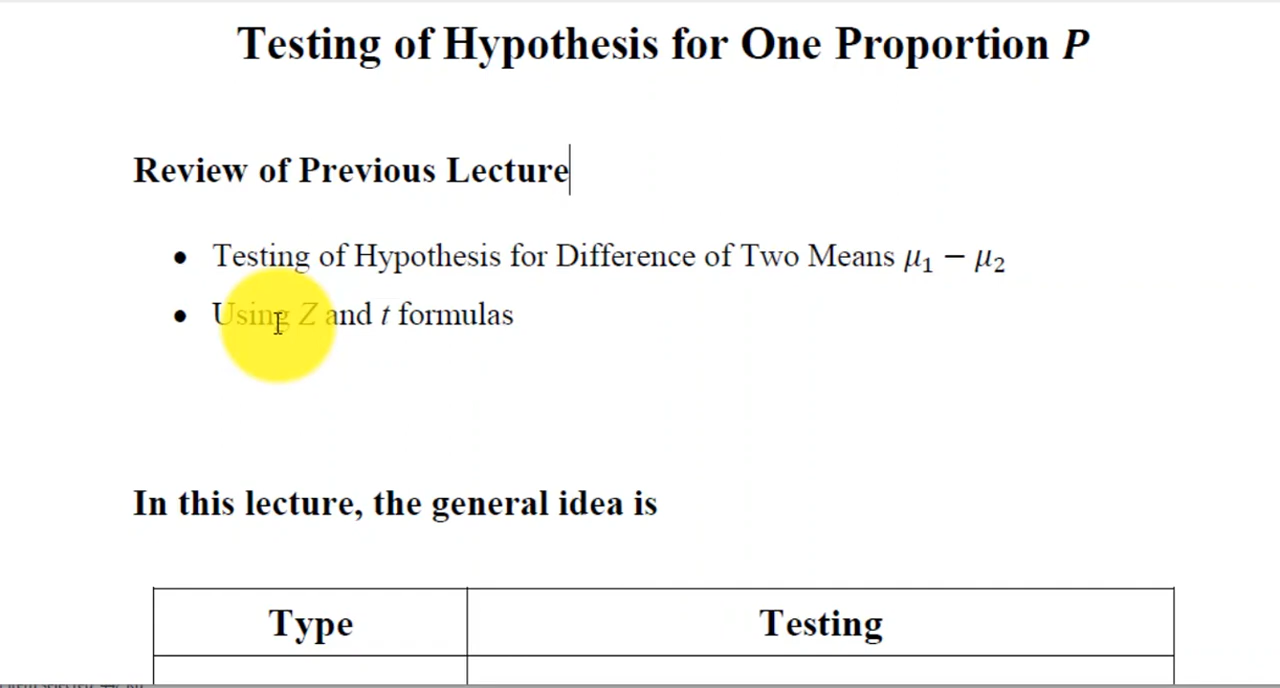 Testing of Hypothesis for One Proportion P
Review of Previous Lecture
• Testing of Hypothesis for Difference of Two Means μ₁ − μ₂
• Using Z and t formulas
In this lecture, the general idea is
Type Testing